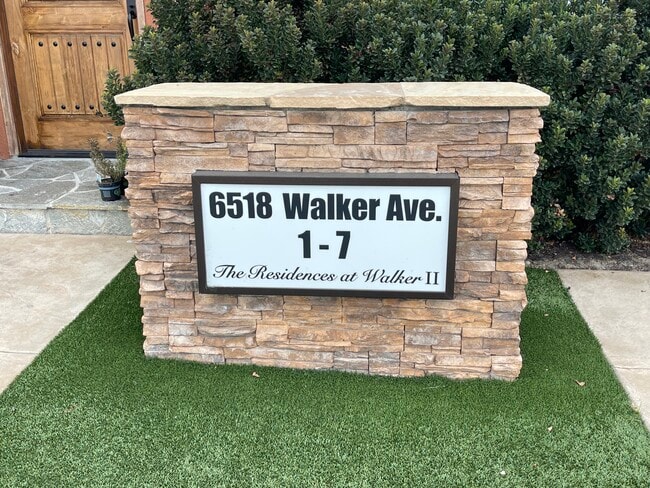 6518 Walker Ave.
1 - 7
The Residences at Walker II